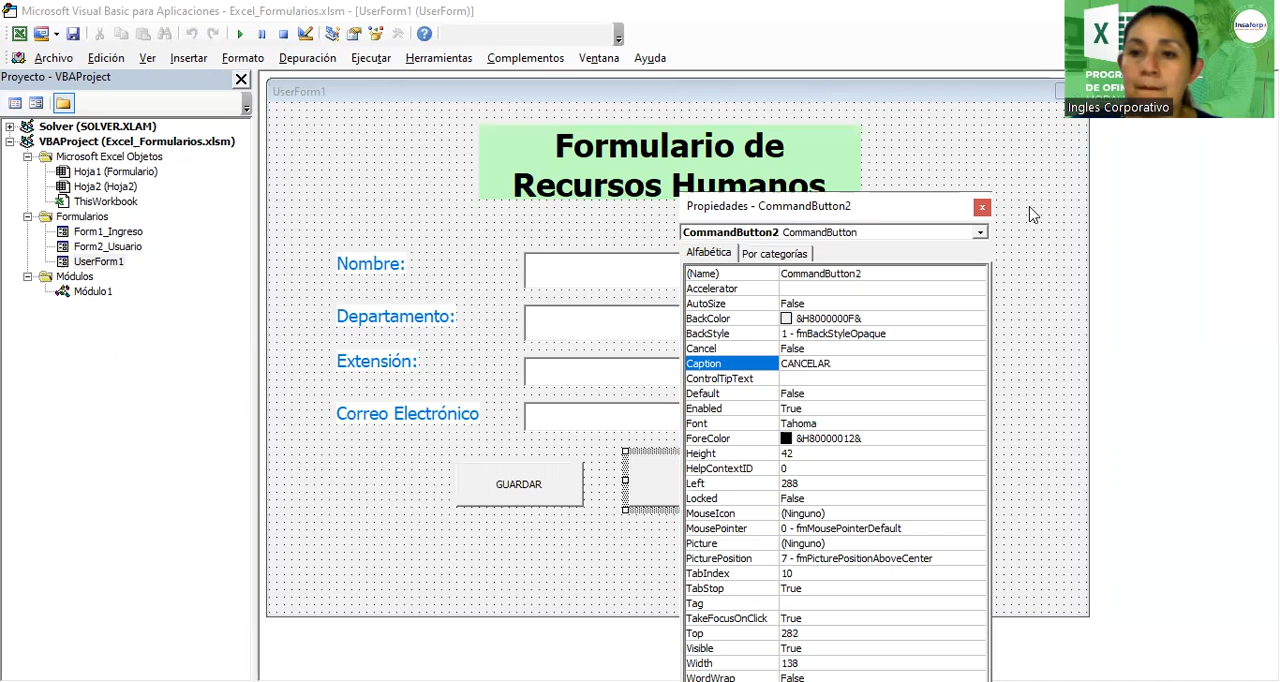 Microsoft Visual Basic para Aplicaciones - Excel_Formularios.xlsm - [UserForm1 (UserForm)]
Archivo Edición Ver Insertar Formato Depuración Ejecutar Herramientas Complementos Ventana Ayuda
Proyecto - VBAProject
Solver (SOLVER.XLAM)
VBAProject (Excel_Formularios.xlsm)
Microsoft Excel Objetos
Hoja1 (Formulario)
Hoja2 (Hoja2)
ThisWorkbook
Formularios
Form1_Ingreso
Form2_Usuario
UserForm1
Módulos
Módulo1
UserForm1
Formulario de
Recursos Humanos
Nombre:
Departamento:
Extensión:
Correo Electrónico
GUARDAR
Propiedades - CommandButton2
CommandButton2 CommandButton
Alfabética Por categorías
(Name) CommandButton2
Accelerator
AutoSize False
BackColor &H8000000F&
BackStyle 1 - fmBackStyleOpaque
Cancel False
Caption CANCELAR
ControlTipText
Default False
Enabled True
Font Tahoma
ForeColor &H80000012&
Height 42
HelpContextID 0
Left 288
Locked False
MouseIcon (Ninguno)
MousePointer 0 - fmMousePointerDefault
Picture (Ninguno)
PicturePosition 7 - fmPicturePositionAboveCenter
TabIndex 10
TabStop True
Tag
TakeFocusOnClick True
Top 282
Visible True
Width 138
WordWrap False
X
Insaforp
DE OFI
Ingles Corporativo